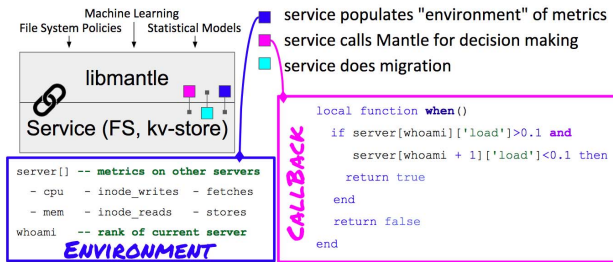 Machine Learning
File System Policies
Statistical Models
libmantle
Service (FS, kv-store)
service populates "environment" of metrics
service calls Mantle for decision making
service does migration
server[] -- metrics on other servers
- cpu - inode_writes - fetches
- mem - inode_reads - stores
whoami -- rank of current server
ENVIRONMENT
CALLBACK
local function when()
if server[whoami]['load']>0.1 and
server[whoami + 1]['load']<0.1 then
return true
end
return false
end